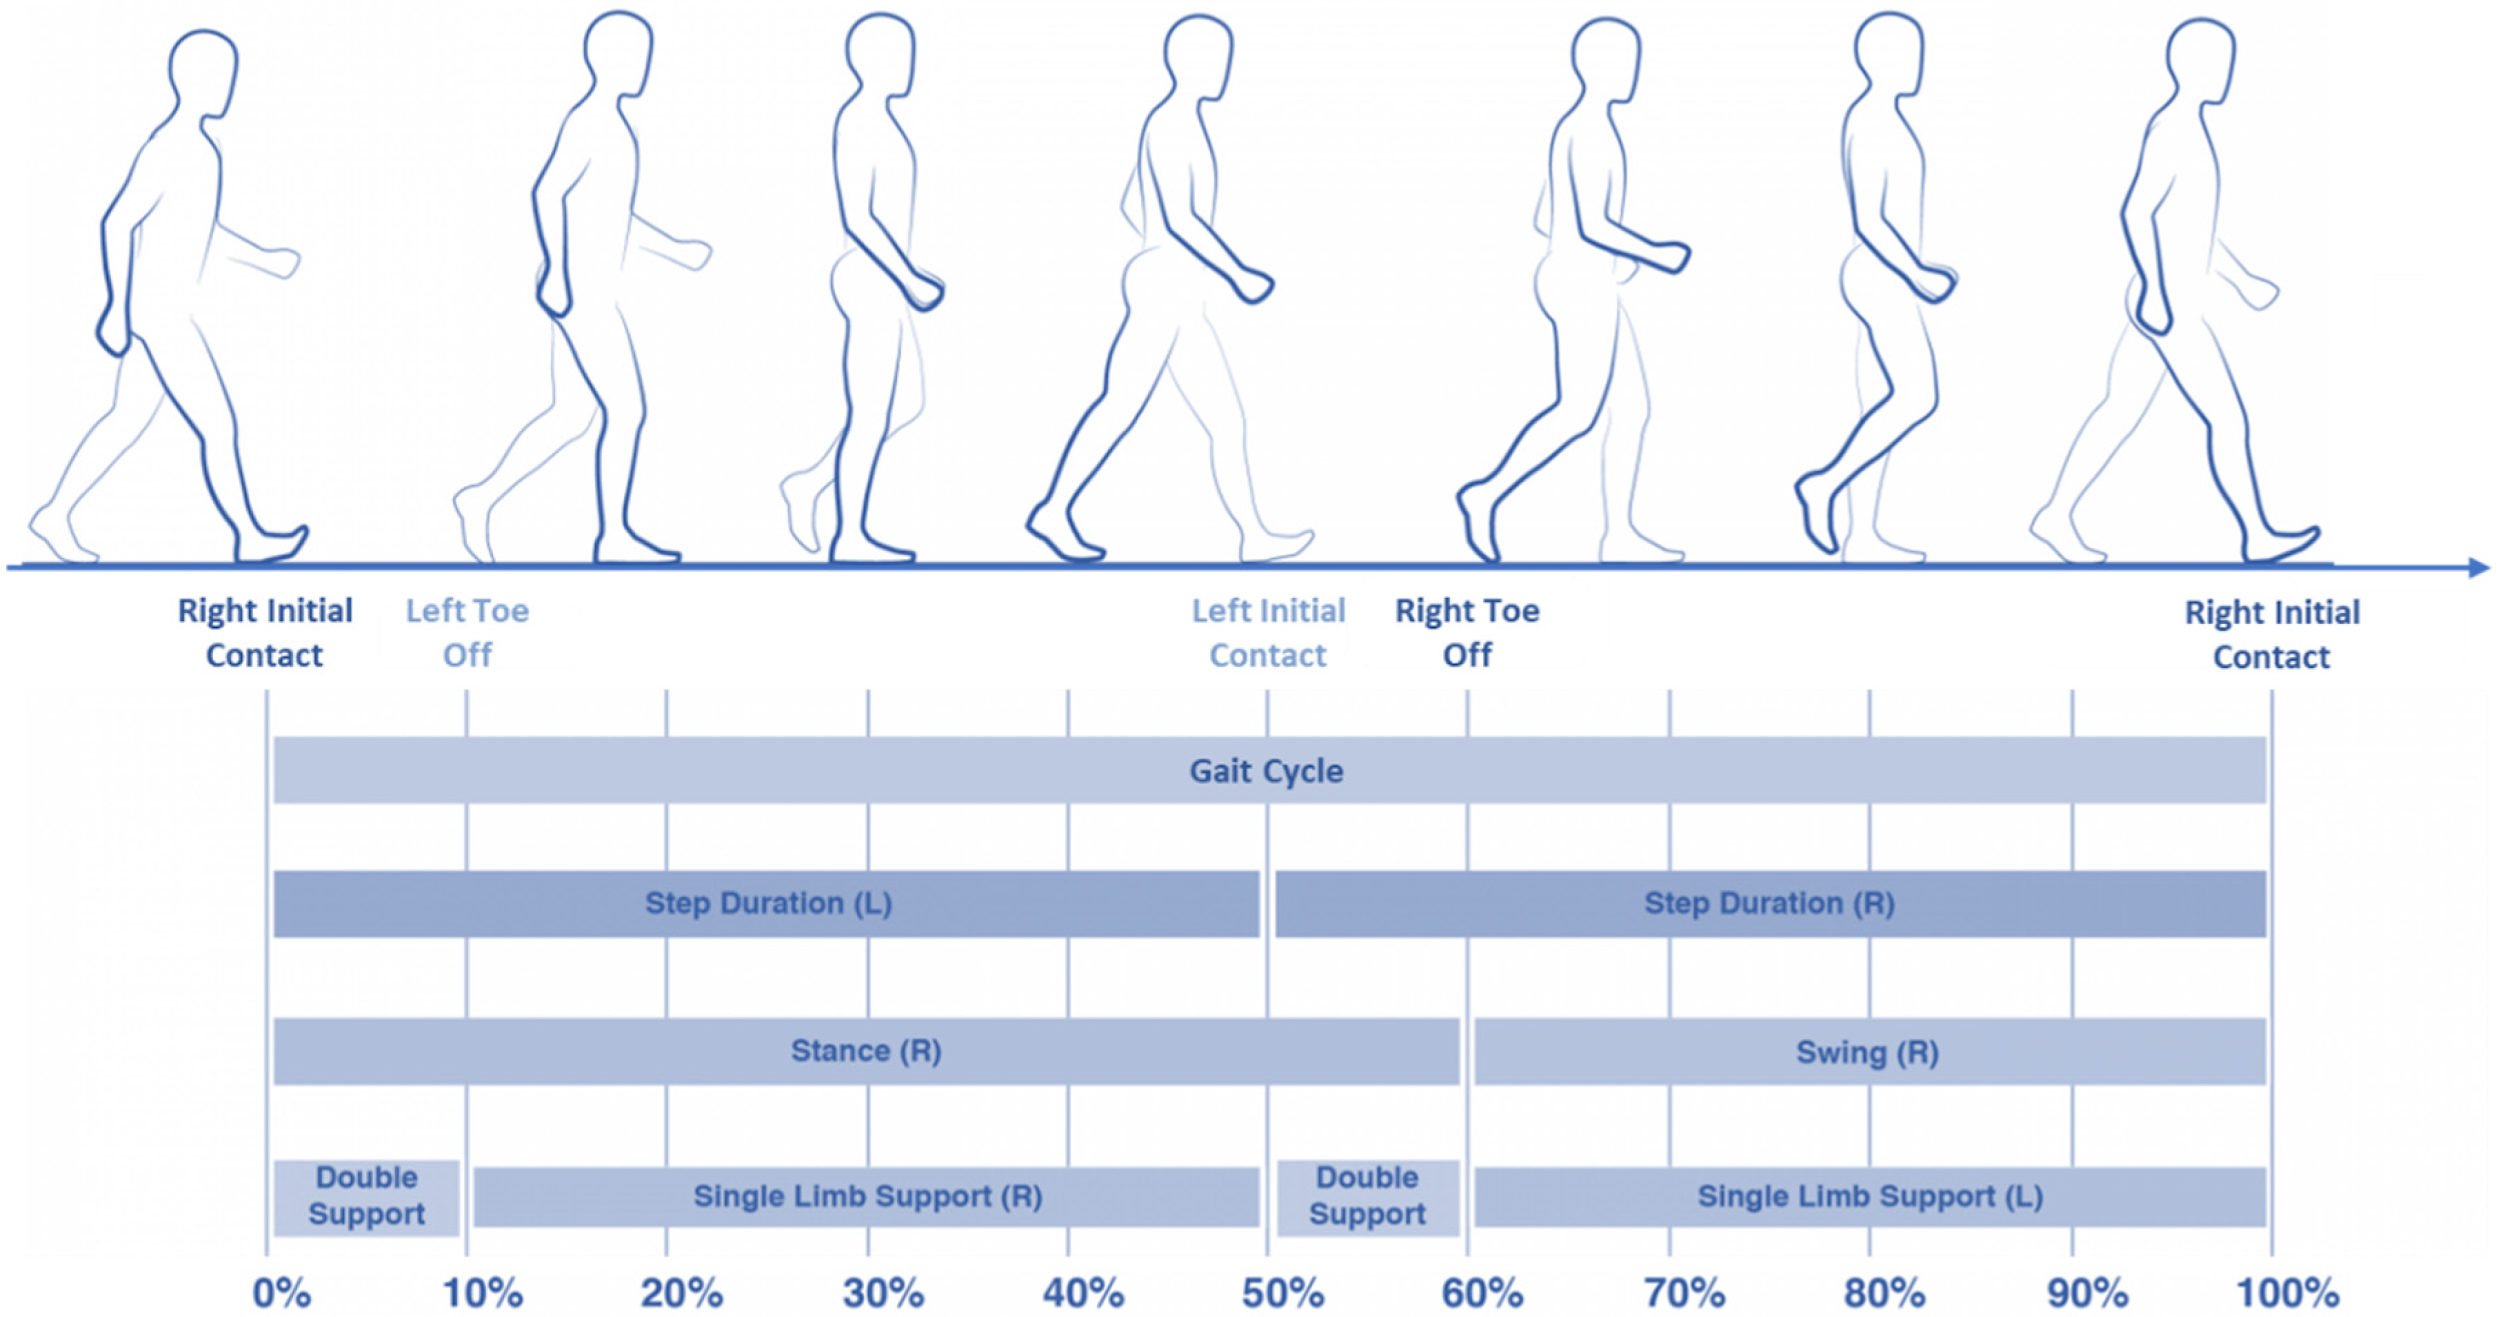 Right Initial
Contact
Left Toe
Off
Left Initial
Contact
Right Toe
Off
Right Initial
Contact
Gait Cycle
Step Duration (L)
Step Duration (R)
Stance (R)
Swing (R)
Double
Support
Single Limb Support (R)
Double
Support
Single Limb Support (L)
0% 10% 20% 30% 40% 50% 60% 70% 80% 90% 100%